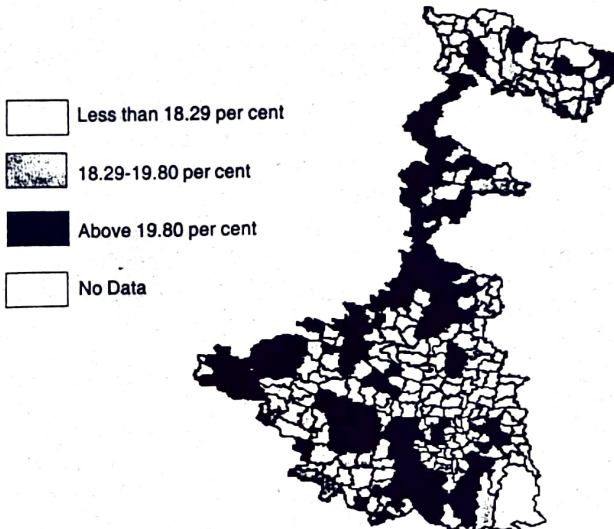 Less than 18.29 per cent
18.29-19.80 per cent
Above 19.80 per cent
No Data